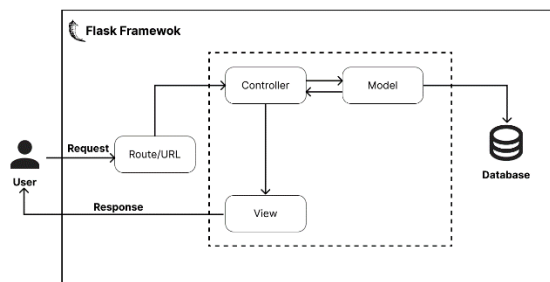 Flask Framewok
Controller
Model
Request
Route/URL
User
Database
Response
View